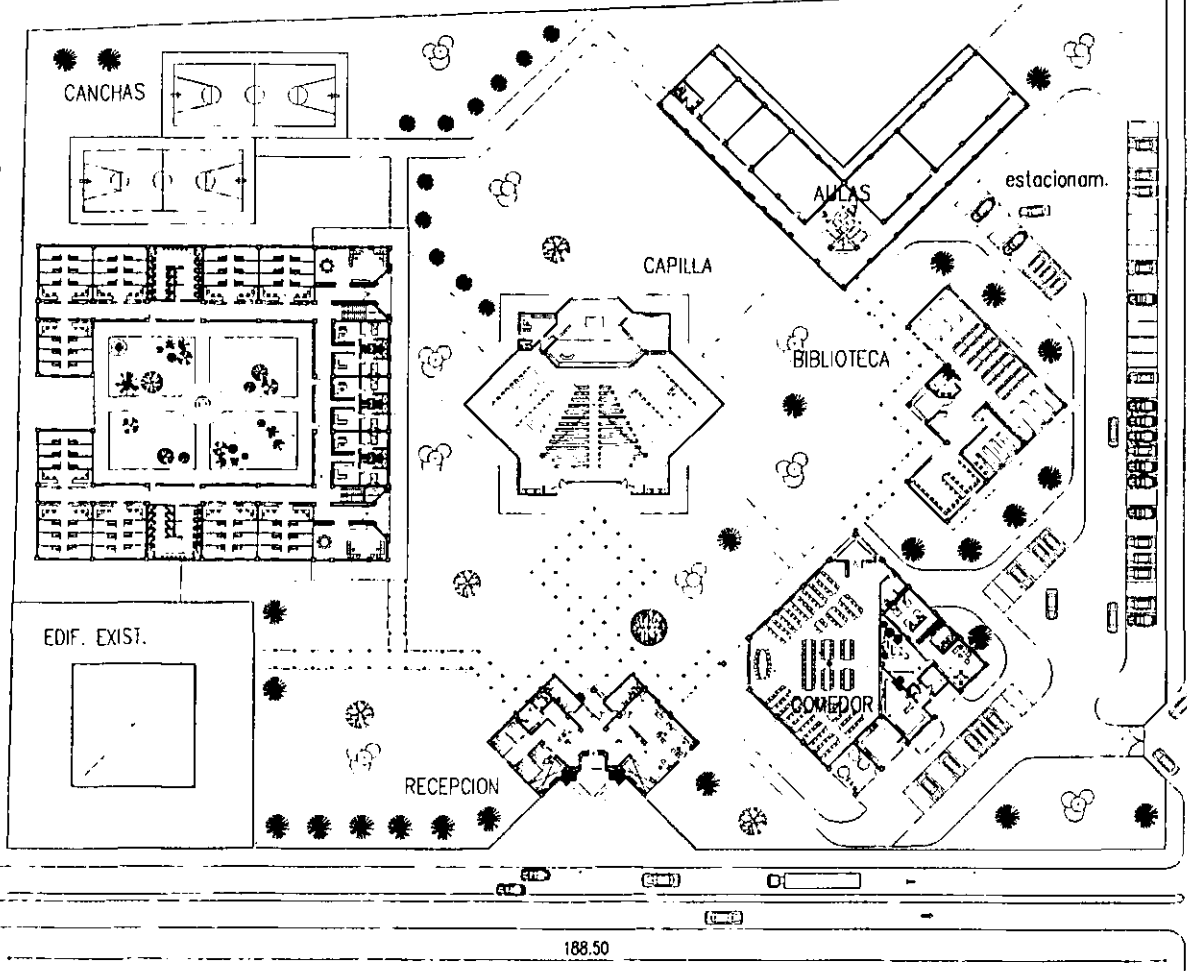 CANCHAS
estacionam.
AULAS
CAPILLA
BIBLIOTECA
EDIF. EXIST.
COMEDOR
RECEPCION
188.50